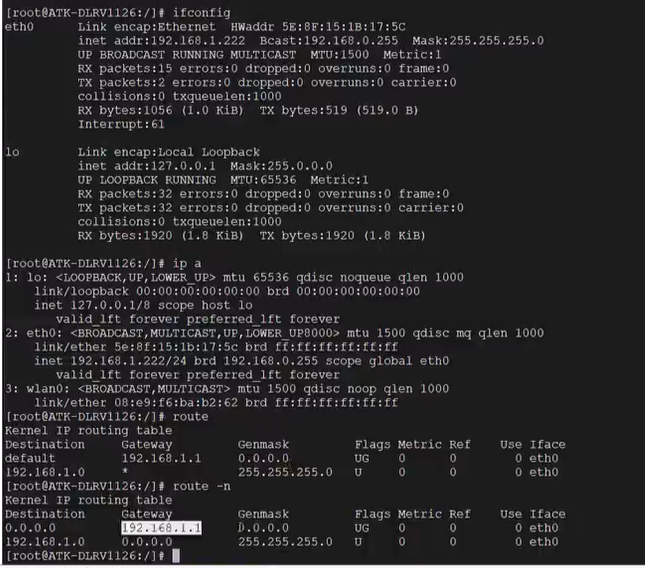 [root@ATK-DLRV1126:/]# ifconfig
eth0      Link encap:Ethernet  HWaddr 5E:8F:15:1B:17:5C
          inet addr:192.168.1.222  Bcast:192.168.0.255  Mask:255.255.255.0
          UP BROADCAST RUNNING MULTICAST  MTU:1500  Metric:1
          RX packets:15 errors:0 dropped:0 overruns:0 frame:0
          TX packets:2 errors:0 dropped:0 overruns:0 carrier:0
          collisions:0 txqueuelen:1000
          RX bytes:1056 (1.0 KiB)  TX bytes:519 (519.0 B)
          Interrupt:61
lo        Link encap:Local Loopback
          inet addr:127.0.0.1  Mask:255.0.0.0
          UP LOOPBACK RUNNING  MTU:65536  Metric:1
          RX packets:32 errors:0 dropped:0 overruns:0 frame:0
          TX packets:32 errors:0 dropped:0 overruns:0 carrier:0
          collisions:0 txqueuelen:1000
          RX bytes:1920 (1.8 KiB)  TX bytes:1920 (1.8 KiB)
[root@ATK-DLRV1126:/]# ip a
1: lo: <LOOPBACK,UP,LOWER_UP> mtu 65536 qdisc noqueue qlen 1000
    link/loopback 00:00:00:00:00:00 brd 00:00:00:00:00:00
    inet 127.0.0.1/8 scope host lo
       valid_lft forever preferred_lft forever
2: eth0: <BROADCAST,MULTICAST,UP,LOWER_UP8000> mtu 1500 qdisc mq qlen 1000
    link/ether 5e:8f:15:1b:17:5c brd ff:ff:ff:ff:ff:ff
    inet 192.168.1.222/24 brd 192.168.0.255 scope global eth0
       valid_lft forever preferred_lft forever
3: wlan0: <BROADCAST,MULTICAST> mtu 1500 qdisc noop qlen 1000
    link/ether 08:e9:f6:ba:b2:62 brd ff:ff:ff:ff:ff:ff
[root@ATK-DLRV1126:/]# route
Kernel IP routing table
Destination     Gateway         Genmask         Flags Metric Ref    Use Iface
default         192.168.1.1     0.0.0.0         UG    0      0        0 eth0
192.168.1.0     *               255.255.255.0   U     0      0        0 eth0
[root@ATK-DLRV1126:/]# route -n
Kernel IP routing table
Destination     Gateway         Genmask         Flags Metric Ref    Use Iface
0.0.0.0         192.168.1.1     0.0.0.0         UG    0      0        0 eth0
192.168.1.0     0.0.0.0         255.255.255.0   U     0      0        0 eth0
[root@ATK-DLRV1126:/]#